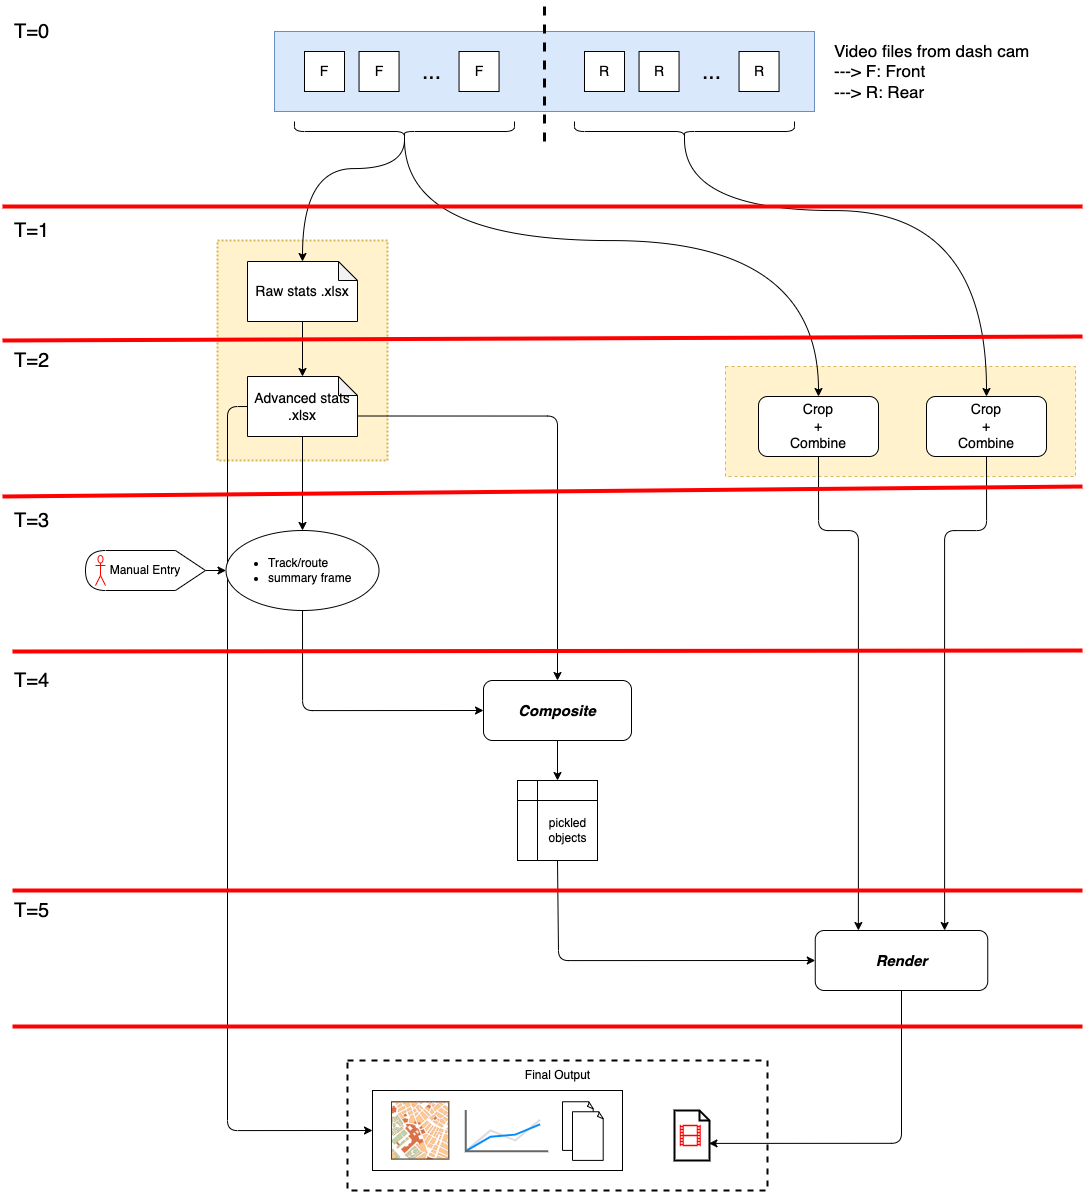 T=0
F
F
...
F
R
R
...
R
Video files from dash cam
---> F: Front
---> R: Rear
T=1
Raw stats .xlsx
T=2
Advanced stats
.xlsx
Crop
+
Combine
Crop
+
Combine
T=3
Manual Entry
• Track/route
• summary frame
T=4
Composite
pickled
objects
T=5
Render
Final Output